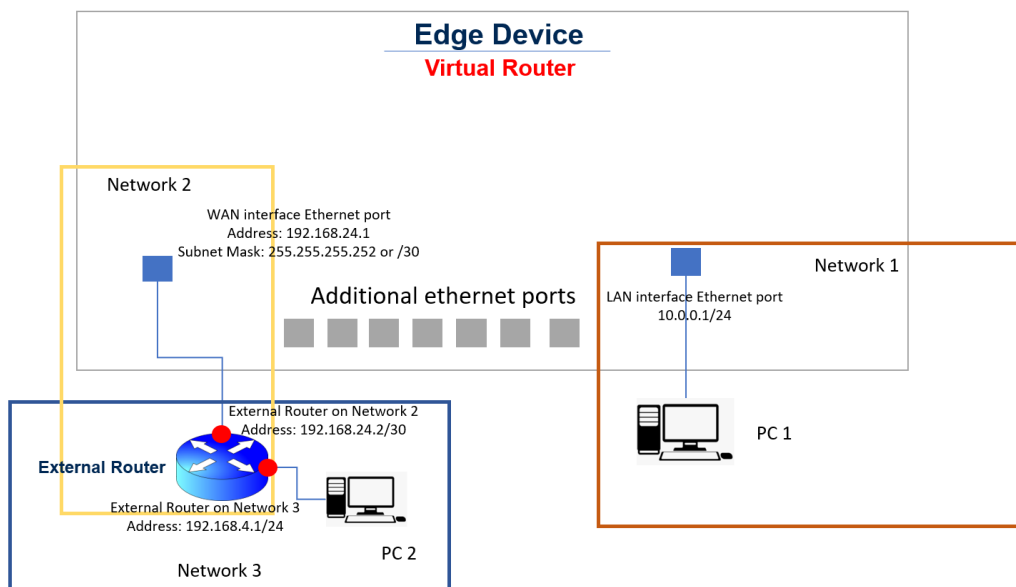 Edge Device
Virtual Router
Network 2
WAN interface Ethernet port
Address: 192.168.24.1
Subnet Mask: 255.255.255.252 or /30
Network 1
Additional ethernet ports
LAN interface Ethernet port
10.0.0.1/24
External Router on Network 2
Address: 192.168.24.2/30
PC 1
External Router
External Router on Network 3
Address: 192.168.4.1/24
PC 2
Network 3